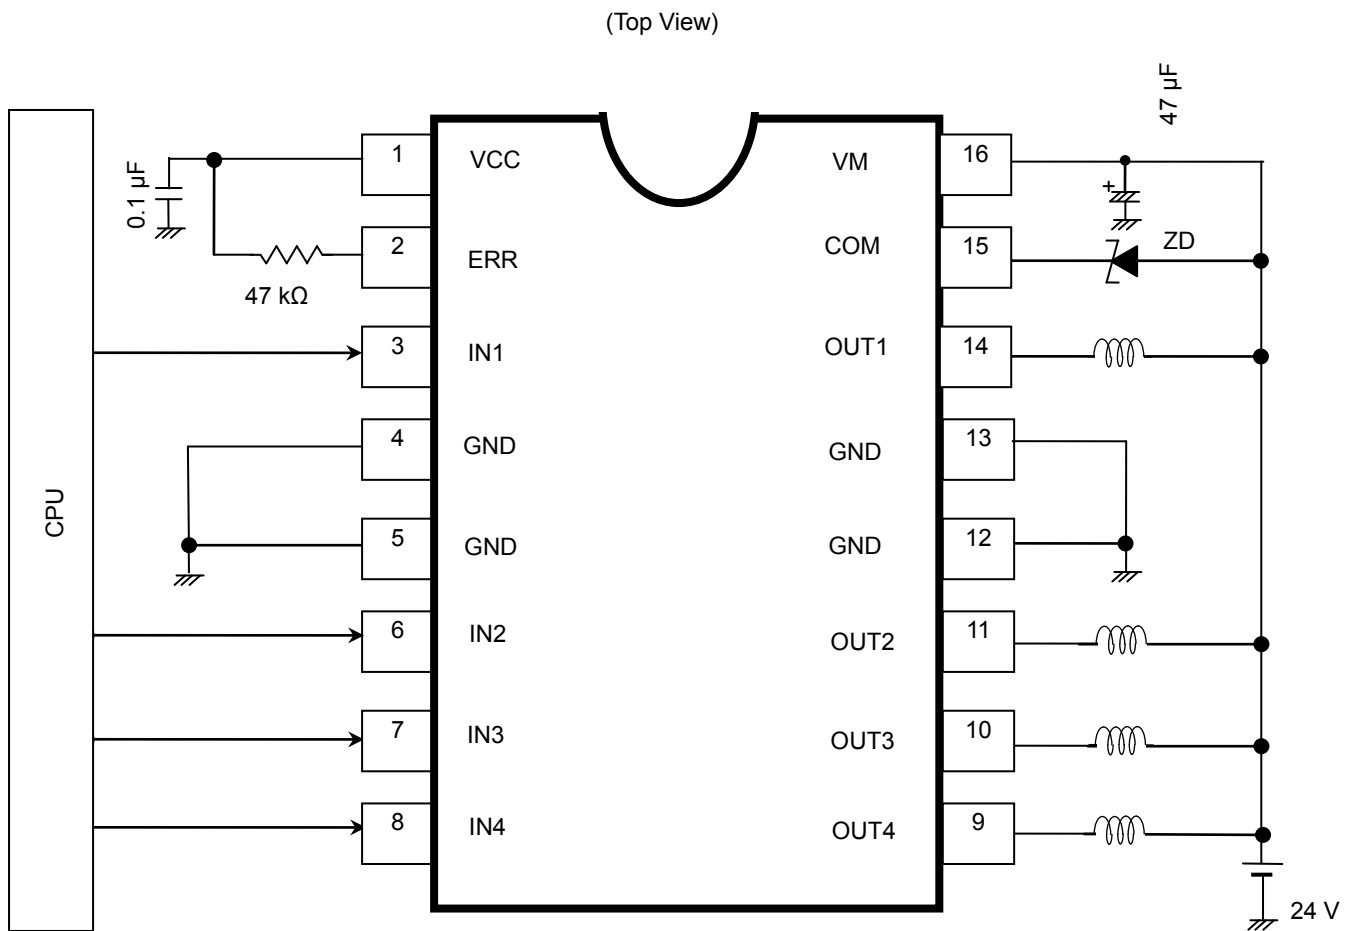 (Top View)
CPU
0.1 µF
47 kΩ
1
VCC
2
ERR
3
IN1
4
GND
5
GND
6
IN2
7
IN3
8
IN4
VM
16
COM
15
OUT1
14
GND
13
GND
12
OUT2
11
OUT3
10
OUT4
9
47 µF
+
ZD
24 V